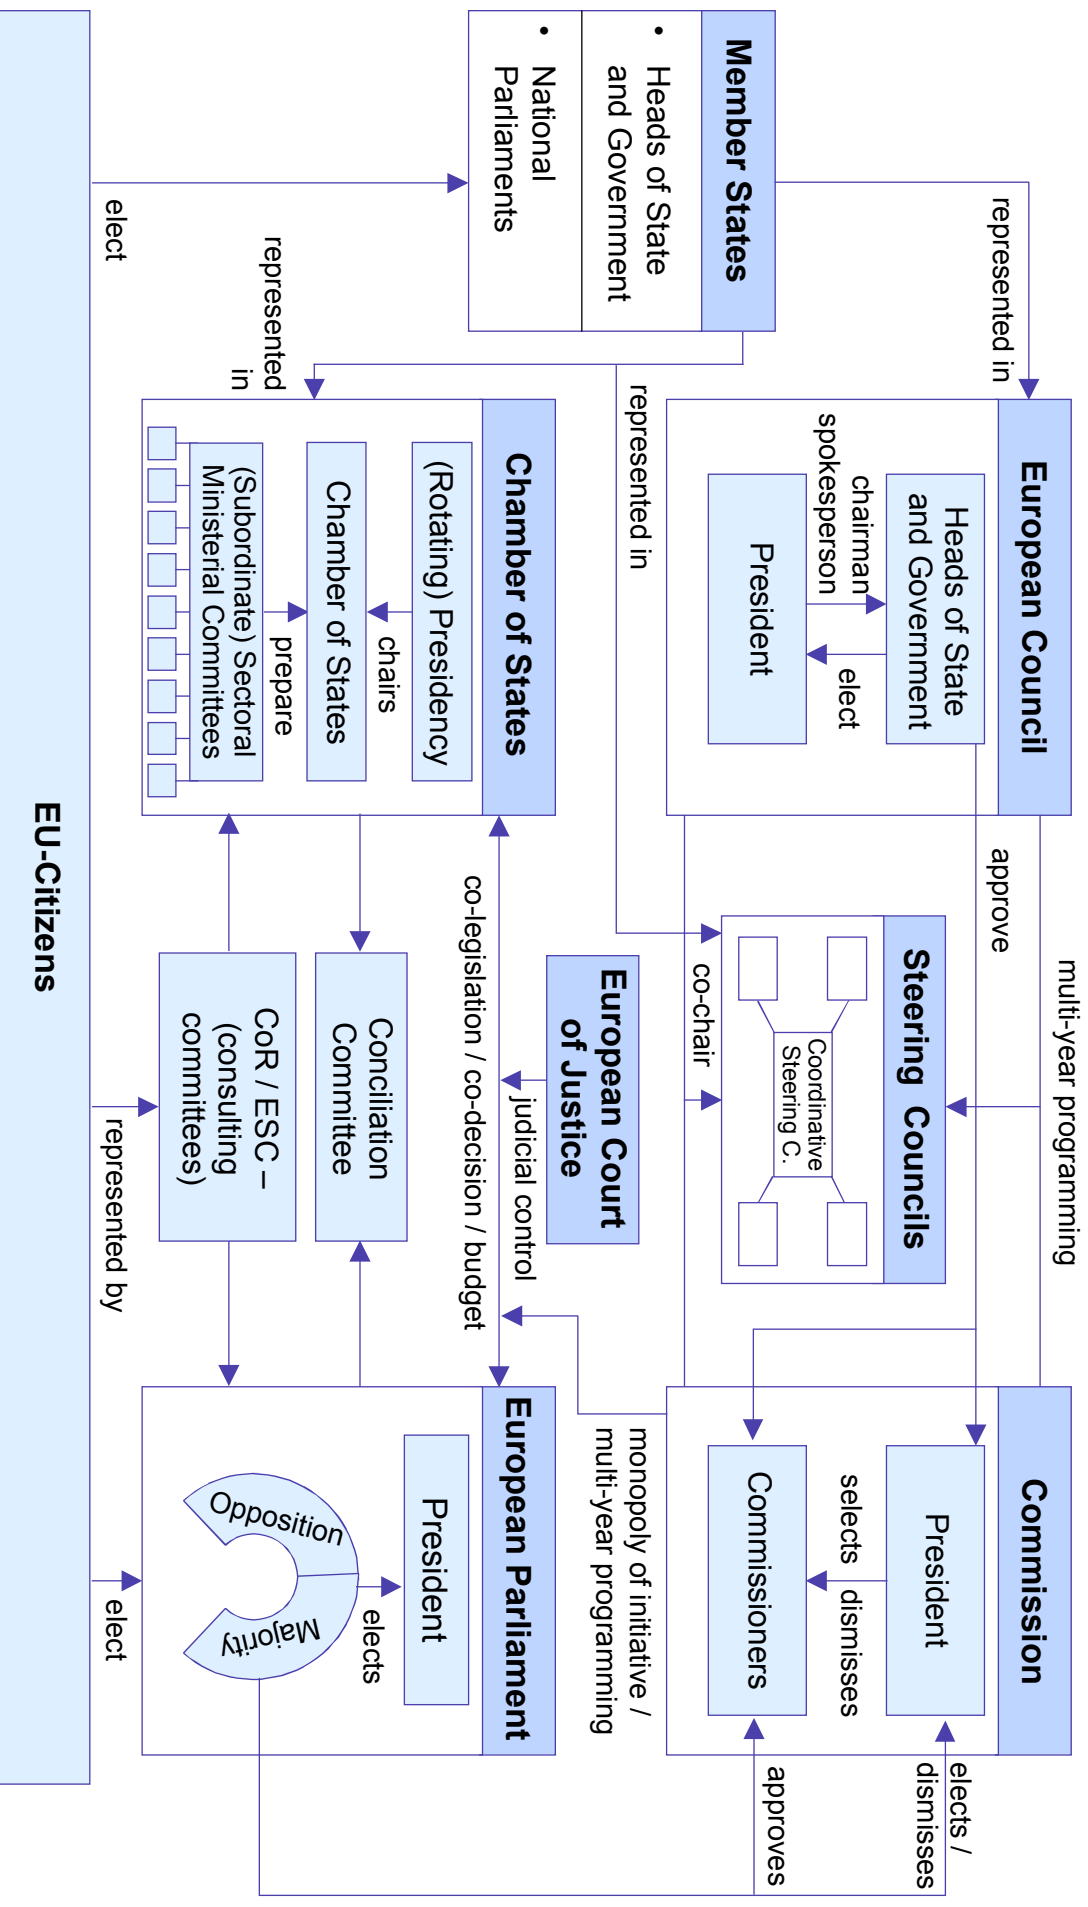 Member States
• Heads of State
and Government
• National
Parliaments
represented in
elect
represented
in
represented in
European Council
Heads of State
and Government
chairman
spokesperson
elect
President
approve
multi-year programming
Steering Councils
Coordinative
Steering C.
co-chair
Commission
President
selects dismisses
Commissioners
elects /
dismisses
approves
European Court
of Justice
judicial control
co-legislation / co-decision / budget
monopoly of initiative /
multi-year programming
Chamber of States
(Rotating) Presidency
chairs
Chamber of States
prepare
(Subordinate) Sectoral
Ministerial Committees
Conciliation
Committee
CoR / ESC –
(consulting
committees)
represented by
European Parliament
President
elects
Opposition
Majority
elect
EU-Citizens